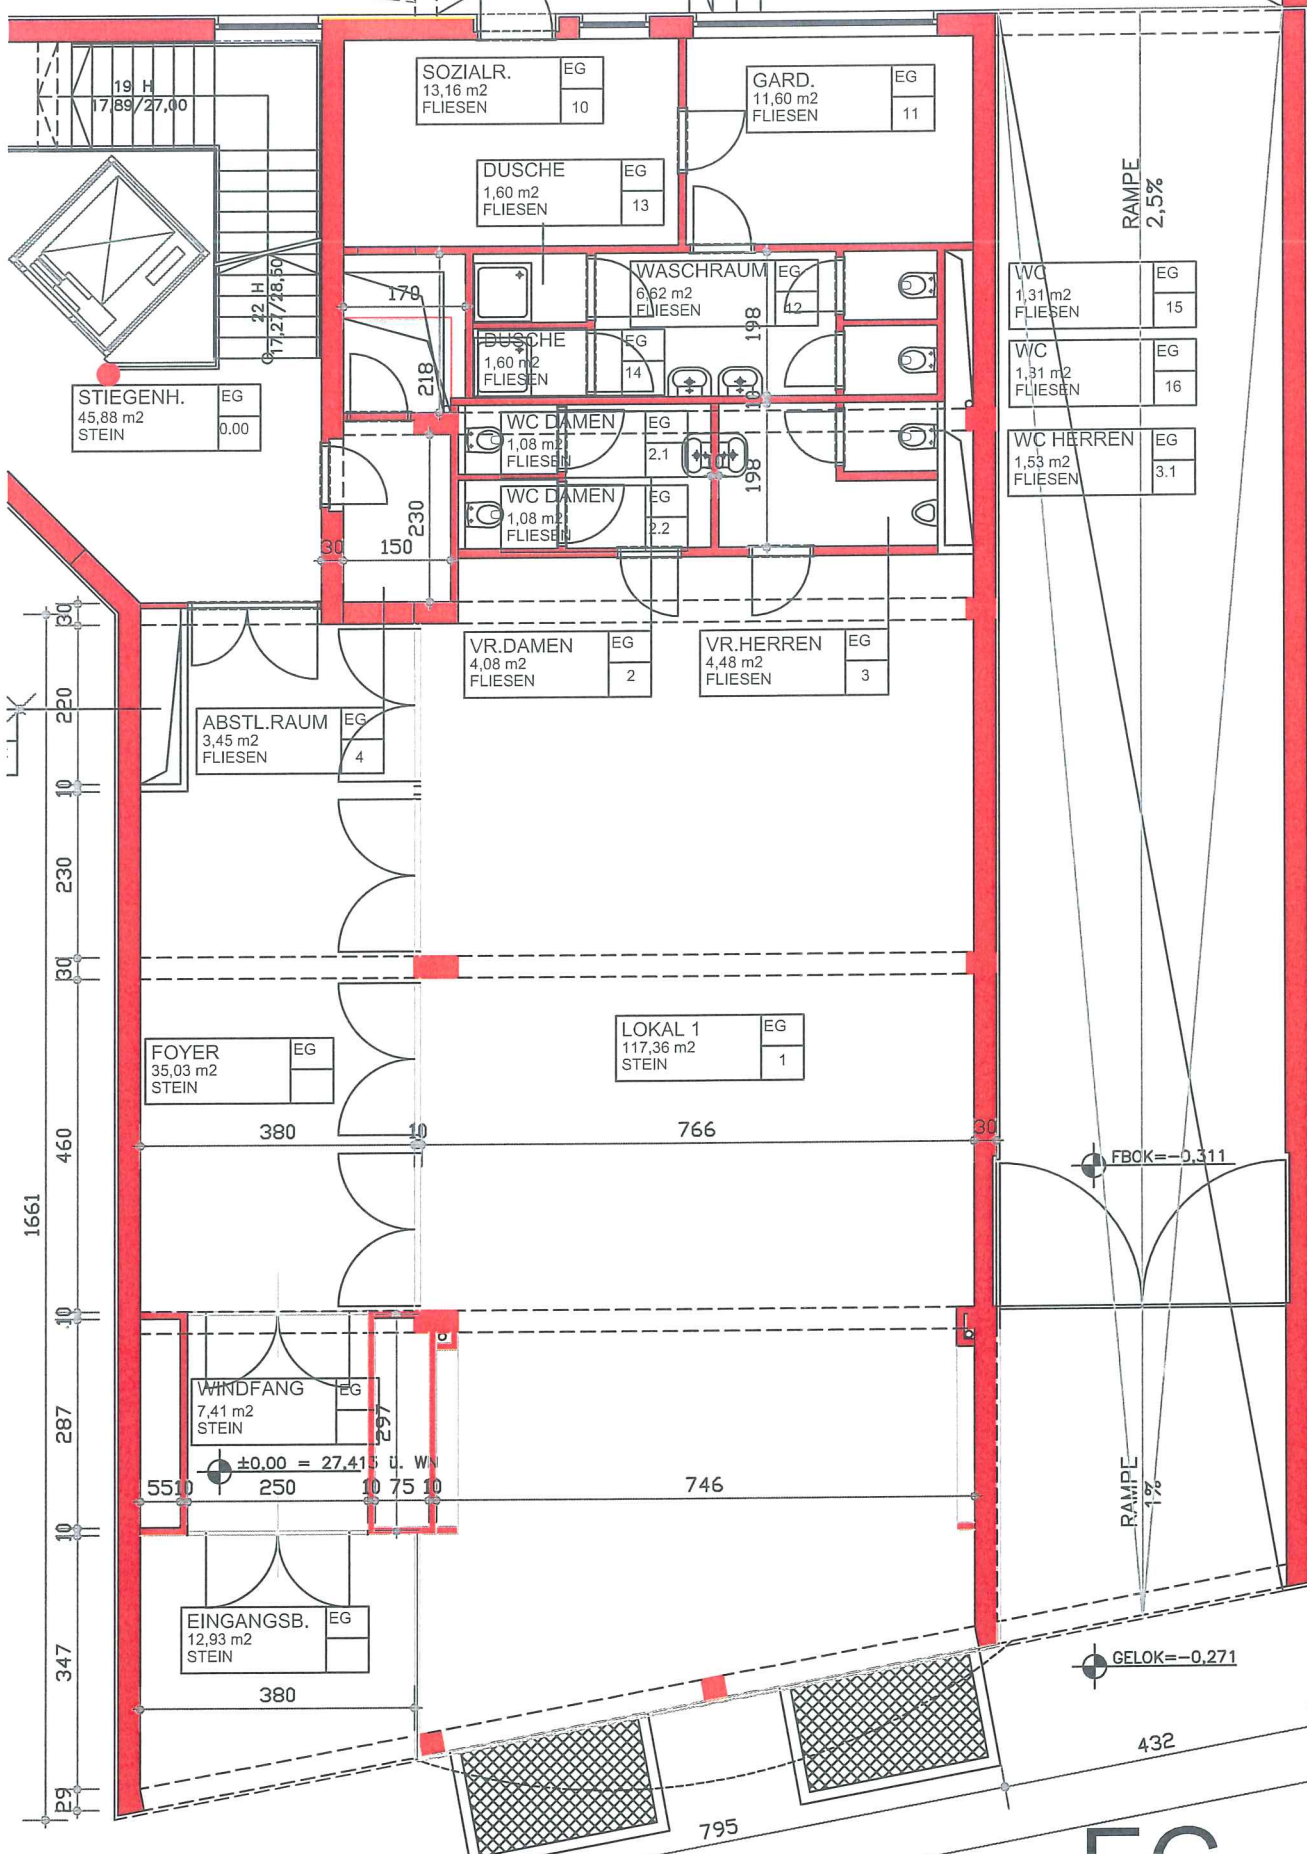 19 H
17,89/27,00
SOZIALR.
13,16 m2
FLIESEN
EG
10
GARD.
11,60 m2
FLIESEN
EG
11
DUSCHE
1,60 m2
FLIESEN
EG
13
RAMPE
2,5%
WASCHRAUM
6,62 m2
FLIESEN
EG
12
WC
1,31 m2
FLIESEN
EG
15
22 H
17,27/28,50
170
198
DUSCHE
1,60 m2
FLIESEN
EG
14
WC
1,31 m2
FLIESEN
EG
16
218
10
STIEGENH.
45,88 m2
STEIN
EG
0.00
WC DAMEN
1,08 m2
FLIESEN
EG
2.1
WC HERREN
1,53 m2
FLIESEN
EG
3.1
198
WC DAMEN
1,08 m2
FLIESEN
EG
2.2
230
30
150
30
VR.DAMEN
4,08 m2
FLIESEN
EG
2
VR.HERREN
4,48 m2
FLIESEN
EG
3
220
ABSTL.RAUM
3,45 m2
FLIESEN
EG
4
10
230
30
FOYER
35,03 m2
STEIN
EG
LOKAL 1
117,36 m2
STEIN
EG
1
380
10
766
30
460
FBOK=-0,311
1661
10
WINDFANG
7,41 m2
STEIN
EG
287
297
±0,00 = 27,415 ü. WN
55
10
250
10
75
10
746
RAMPE
1%
10
EINGANGSB.
12,93 m2
STEIN
EG
347
GELOK=-0,271
380
432
29
795
EG